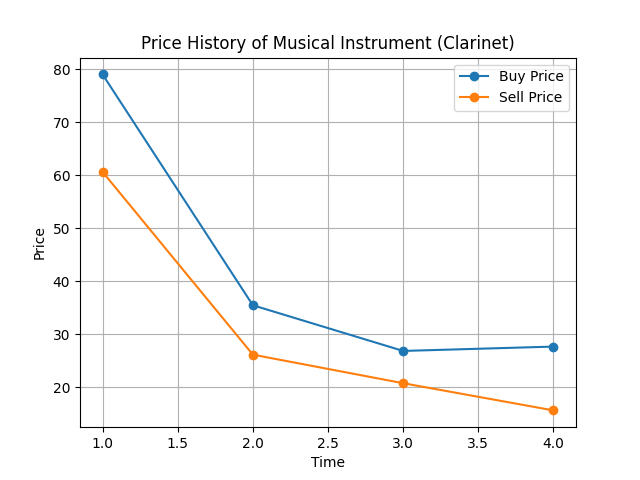 Price History of Musical Instrument (Clarinet)
Buy Price
Sell Price
80
70
60
50
40
30
20
Price
1.0 1.5 2.0 2.5 3.0 3.5 4.0
Time